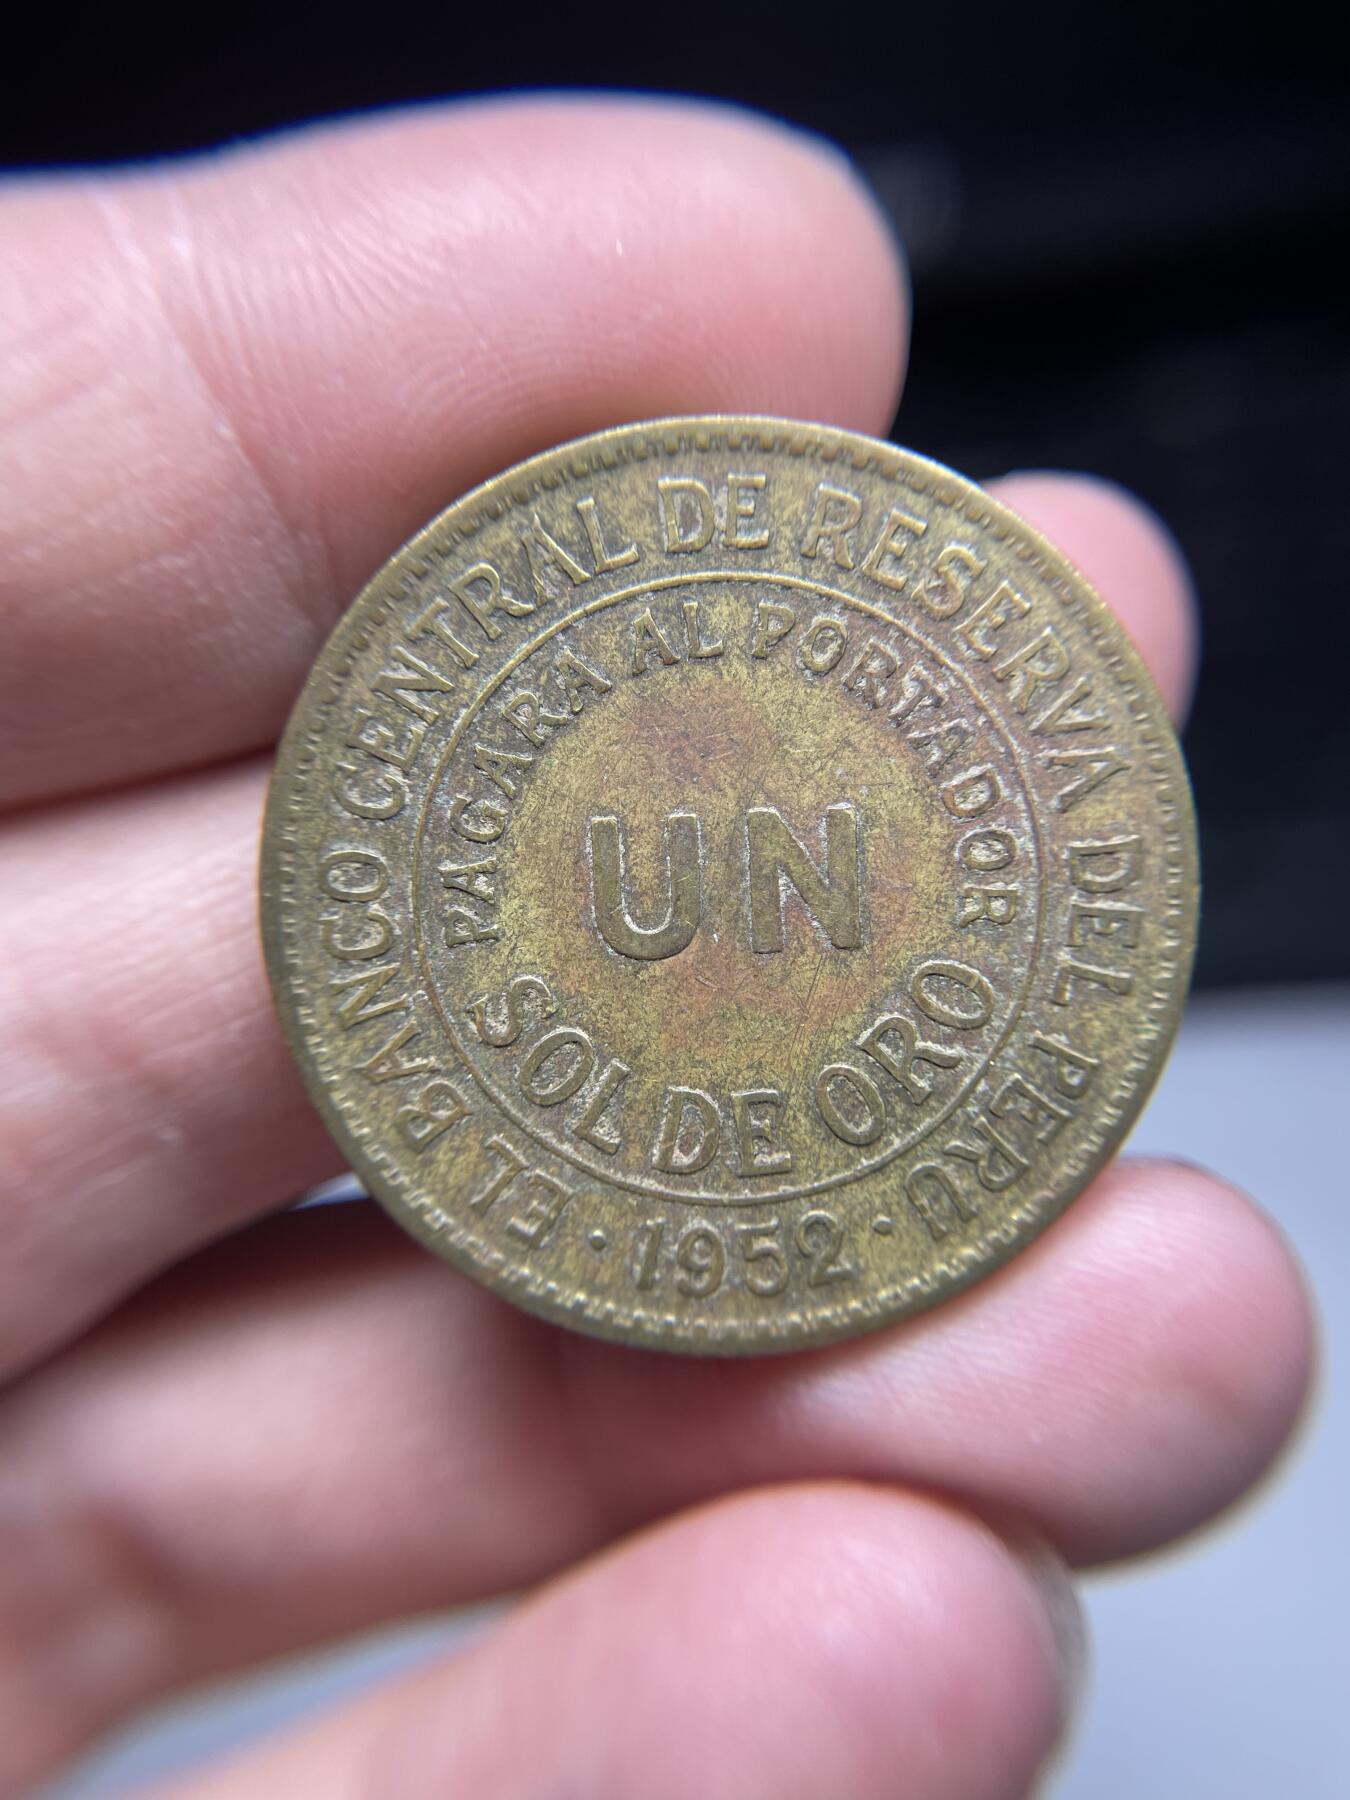 EL BANCO CENTRAL DE RESERVA DEL PERU
PAGARA AL PORTADOR
UN
SOL DE ORO
· 1952 ·